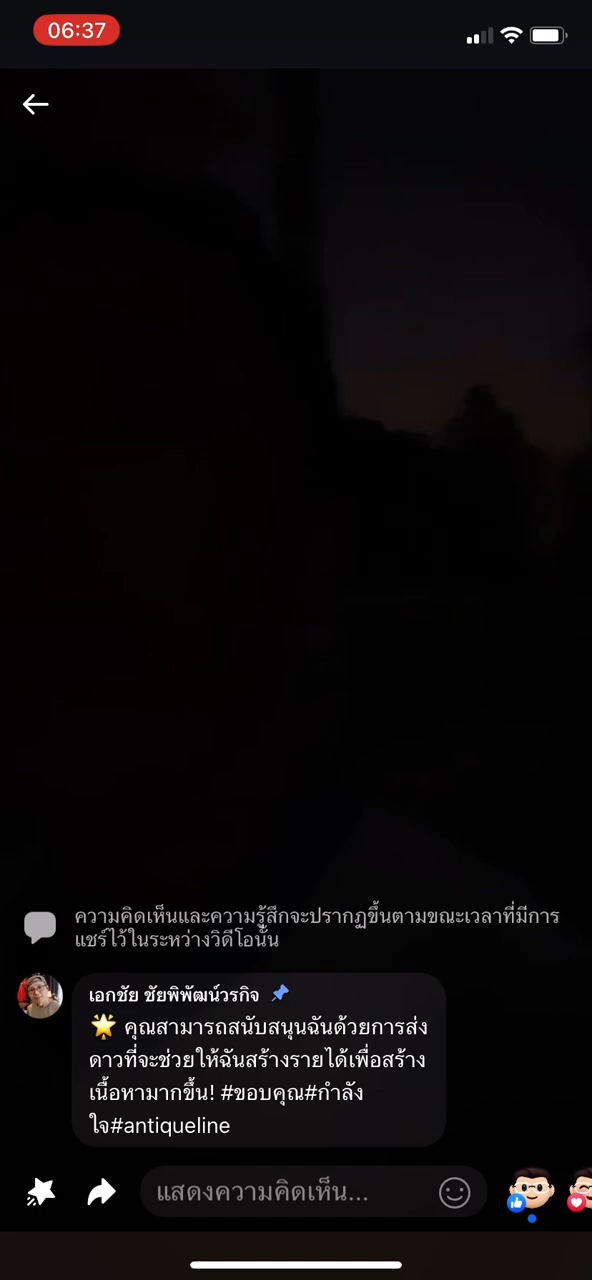 06:37
ความคิดเห็นและความรู้สึกจะปรากฏขึ้นตามขณะเวลาที่มีการ
แชร์ไว้ในระหว่างวิดีโอนั้น
เอกชัย ชัยพิพัฒน์วรกิจ
🌟 คุณสามารถสนับสนุนฉันด้วยการส่ง
ดาวที่จะช่วยให้ฉันสร้างรายได้เพื่อสร้าง
เนื้อหามากขึ้น! #ขอบคุณ#กำลัง
ใจ#antiqueline
แสดงความคิดเห็น...